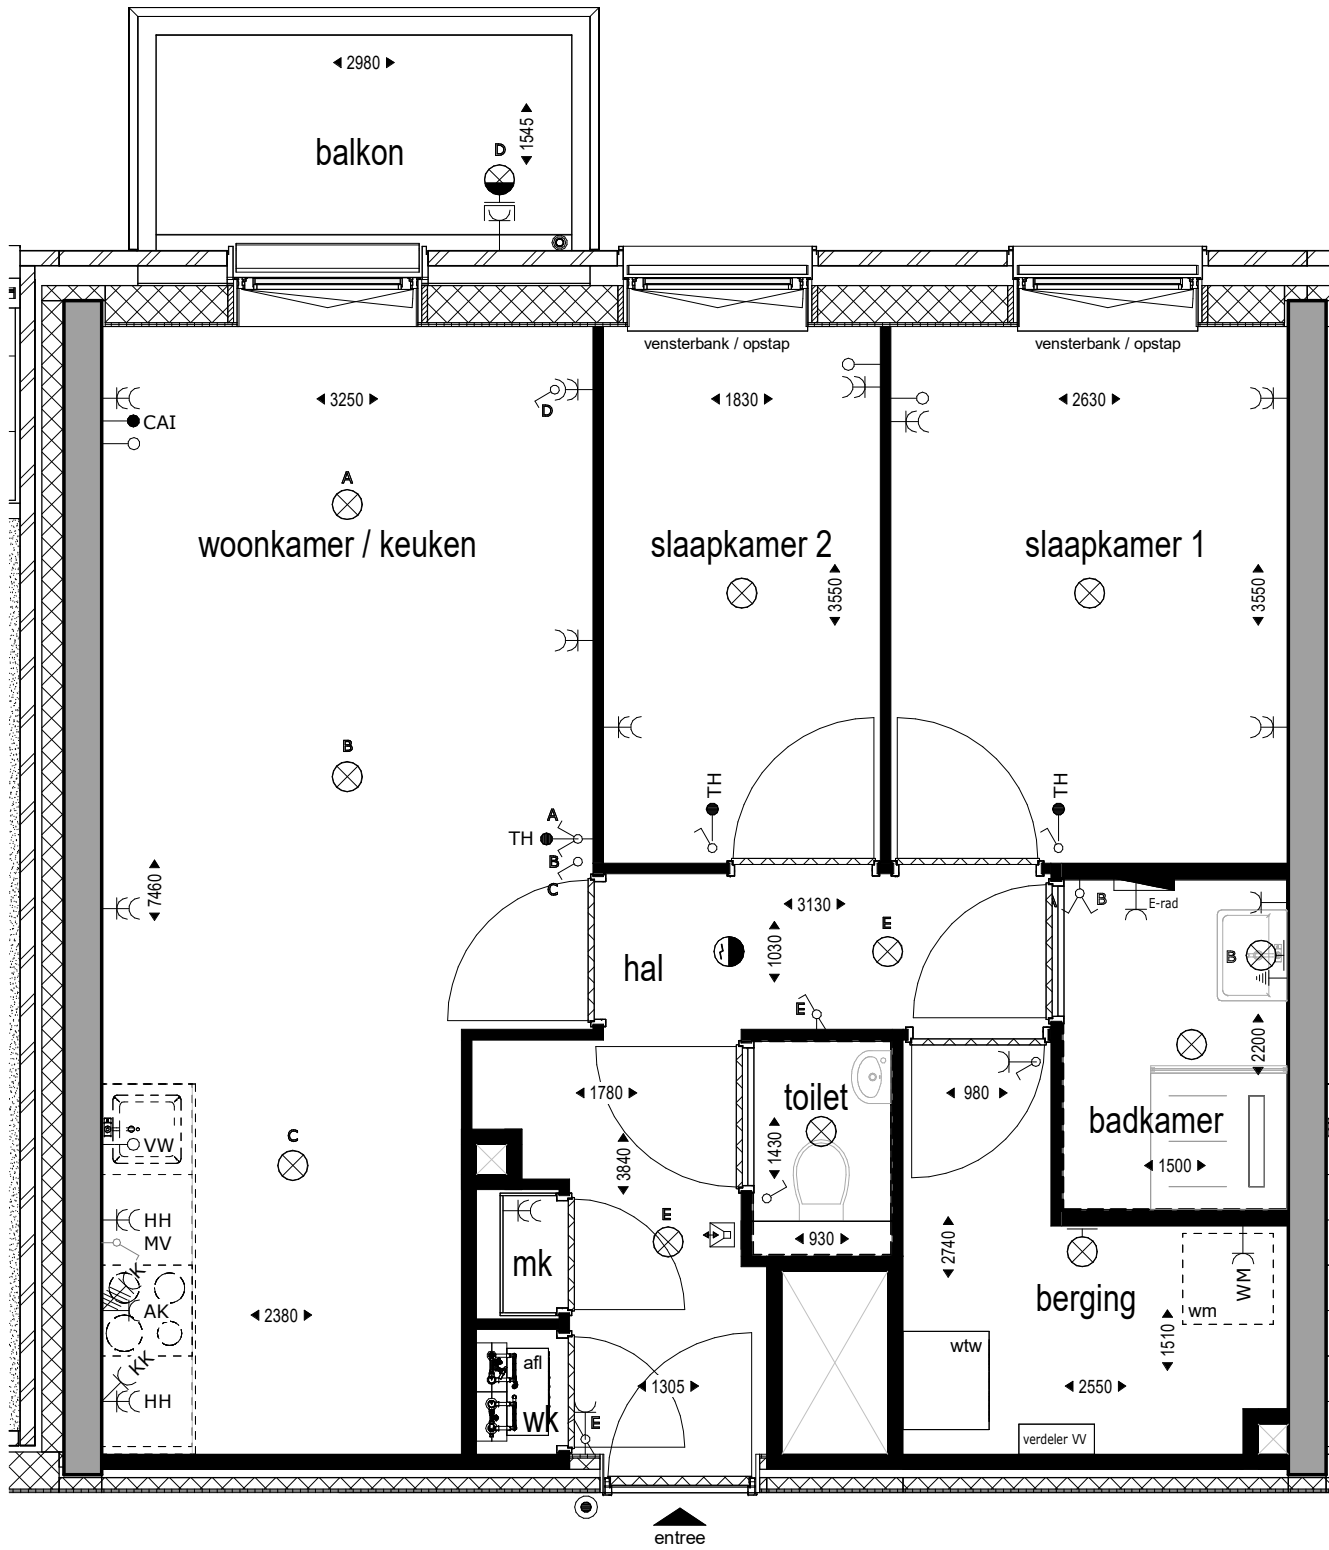 2980
1545
balkon
D
vensterbank / opstap
vensterbank / opstap
3250
D
1830
2630
CAI
A
woonkamer / keuken
slaapkamer 2
slaapkamer 1
3550
3550
B
TH
TH
A
TH
B
C
7460
3130
E
A
B
E-rad
1030
hal
B
E
2200
1780
980
toilet
badkamer
VW
C
1430
3840
1500
HH
MV
E
930
2740
mk
KK
AK
berging
WM
wm
2380
1510
wtw
afl
KK
HH
1305
2550
wk
E
verdeler VV
entree